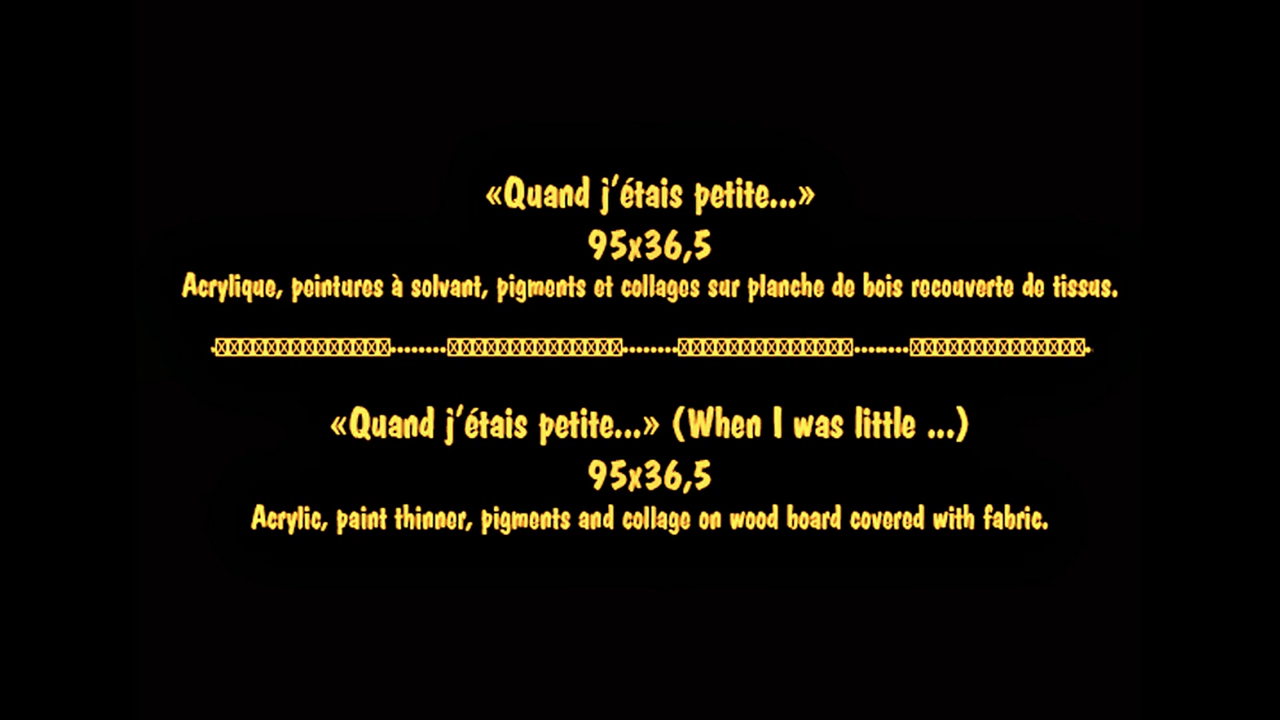 «Quand j'étais petite...»
95x36,5
Acrylique, peintures à solvant, pigments et collages sur planche de bois recouverte de tissus.
«Quand j'étais petite...» (When I was little ...)
95x36,5
Acrylic, paint thinner, pigments and collage on wood board covered with fabric.